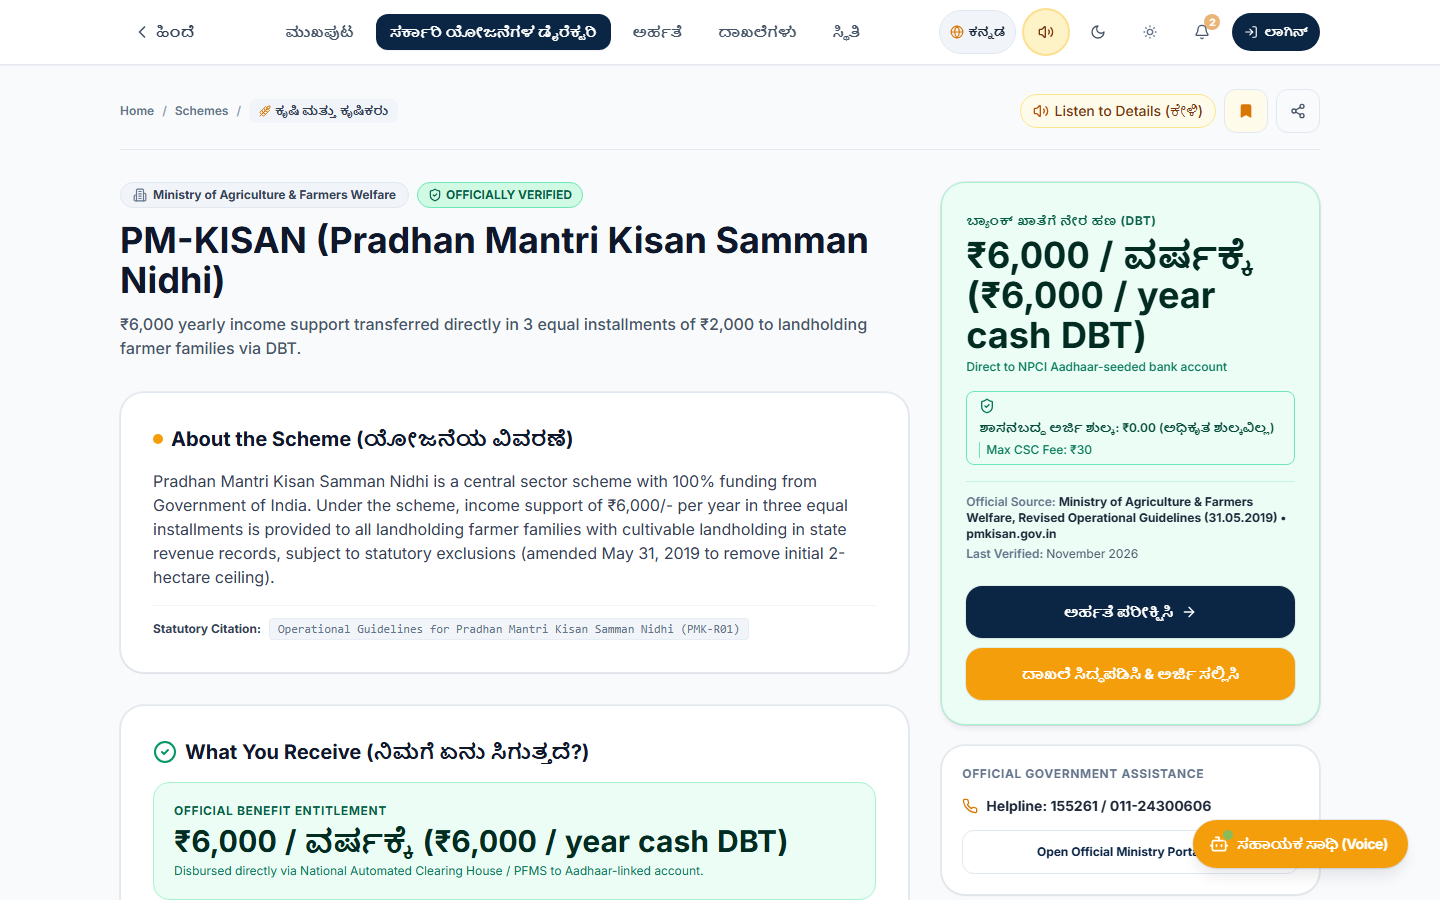 ಹಿಂದೆ
ಮುಖಪುಟ
ಸರ್ಕಾರಿ ಯೋಜನೆಗಳ ಡೈರೆಕ್ಟರಿ
ಅರ್ಹತೆ
ದಾಖಲೆಗಳು
ಸ್ಥಿತಿ
ಕನ್ನಡ
2
ಲಾಗಿನ್
Home / Schemes / ಕೃಷಿ ಮತ್ತು ಕೃಷಿಕರು
Listen to Details (ಕೇಳಿ)
Ministry of Agriculture & Farmers Welfare
OFFICIALLY VERIFIED
PM-KISAN (Pradhan Mantri Kisan Samman
Nidhi)
₹6,000 yearly income support transferred directly in 3 equal installments of ₹2,000 to landholding
farmer families via DBT.
About the Scheme (ಯೋಜನೆಯ ವಿವರಣೆ)
Pradhan Mantri Kisan Samman Nidhi is a central sector scheme with 100% funding from
Government of India. Under the scheme, income support of ₹6,000/- per year in three equal
installments is provided to all landholding farmer families with cultivable landholding in state
revenue records, subject to statutory exclusions (amended May 31, 2019 to remove initial 2-
hectare ceiling).
Statutory Citation: Operational Guidelines for Pradhan Mantri Kisan Samman Nidhi (PMK-R01)
What You Receive (ನಿಮಗೆ ಏನು ಸಿಗುತ್ತದೆ?)
OFFICIAL BENEFIT ENTITLEMENT
₹6,000 / ವರ್ಷಕ್ಕೆ (₹6,000 / year cash DBT)
Disbursed directly via National Automated Clearing House / PFMS to Aadhaar-linked account.
ಬ್ಯಾಂಕ್ ಖಾತೆಗೆ ನೇರ ಹಣ (DBT)
₹6,000 / ವರ್ಷಕ್ಕೆ
(₹6,000 / year
cash DBT)
Direct to NPCI Aadhaar-seeded bank account
ಶಾಸನಬದ್ಧ ಅರ್ಜಿ ಶುಲ್ಕ: ₹0.00 (ಅಧಿಕೃತ ಶುಲ್ಕವಿಲ್ಲ)
Max CSC Fee: ₹30
Official Source: Ministry of Agriculture & Farmers
Welfare, Revised Operational Guidelines (31.05.2019) •
pmkisan.gov.in
Last Verified: November 2026
ಅರ್ಹತೆ ಪರೀಕ್ಷಿಸಿ
ದಾಖಲೆ ಸಿದ್ಧಪಡಿಸಿ & ಅರ್ಜಿ ಸಲ್ಲಿಸಿ
OFFICIAL GOVERNMENT ASSISTANCE
Helpline: 155261 / 011-24300606
Open Official Ministry Porta
ಸಹಾಯಕ ಸಾಥಿ (Voice)